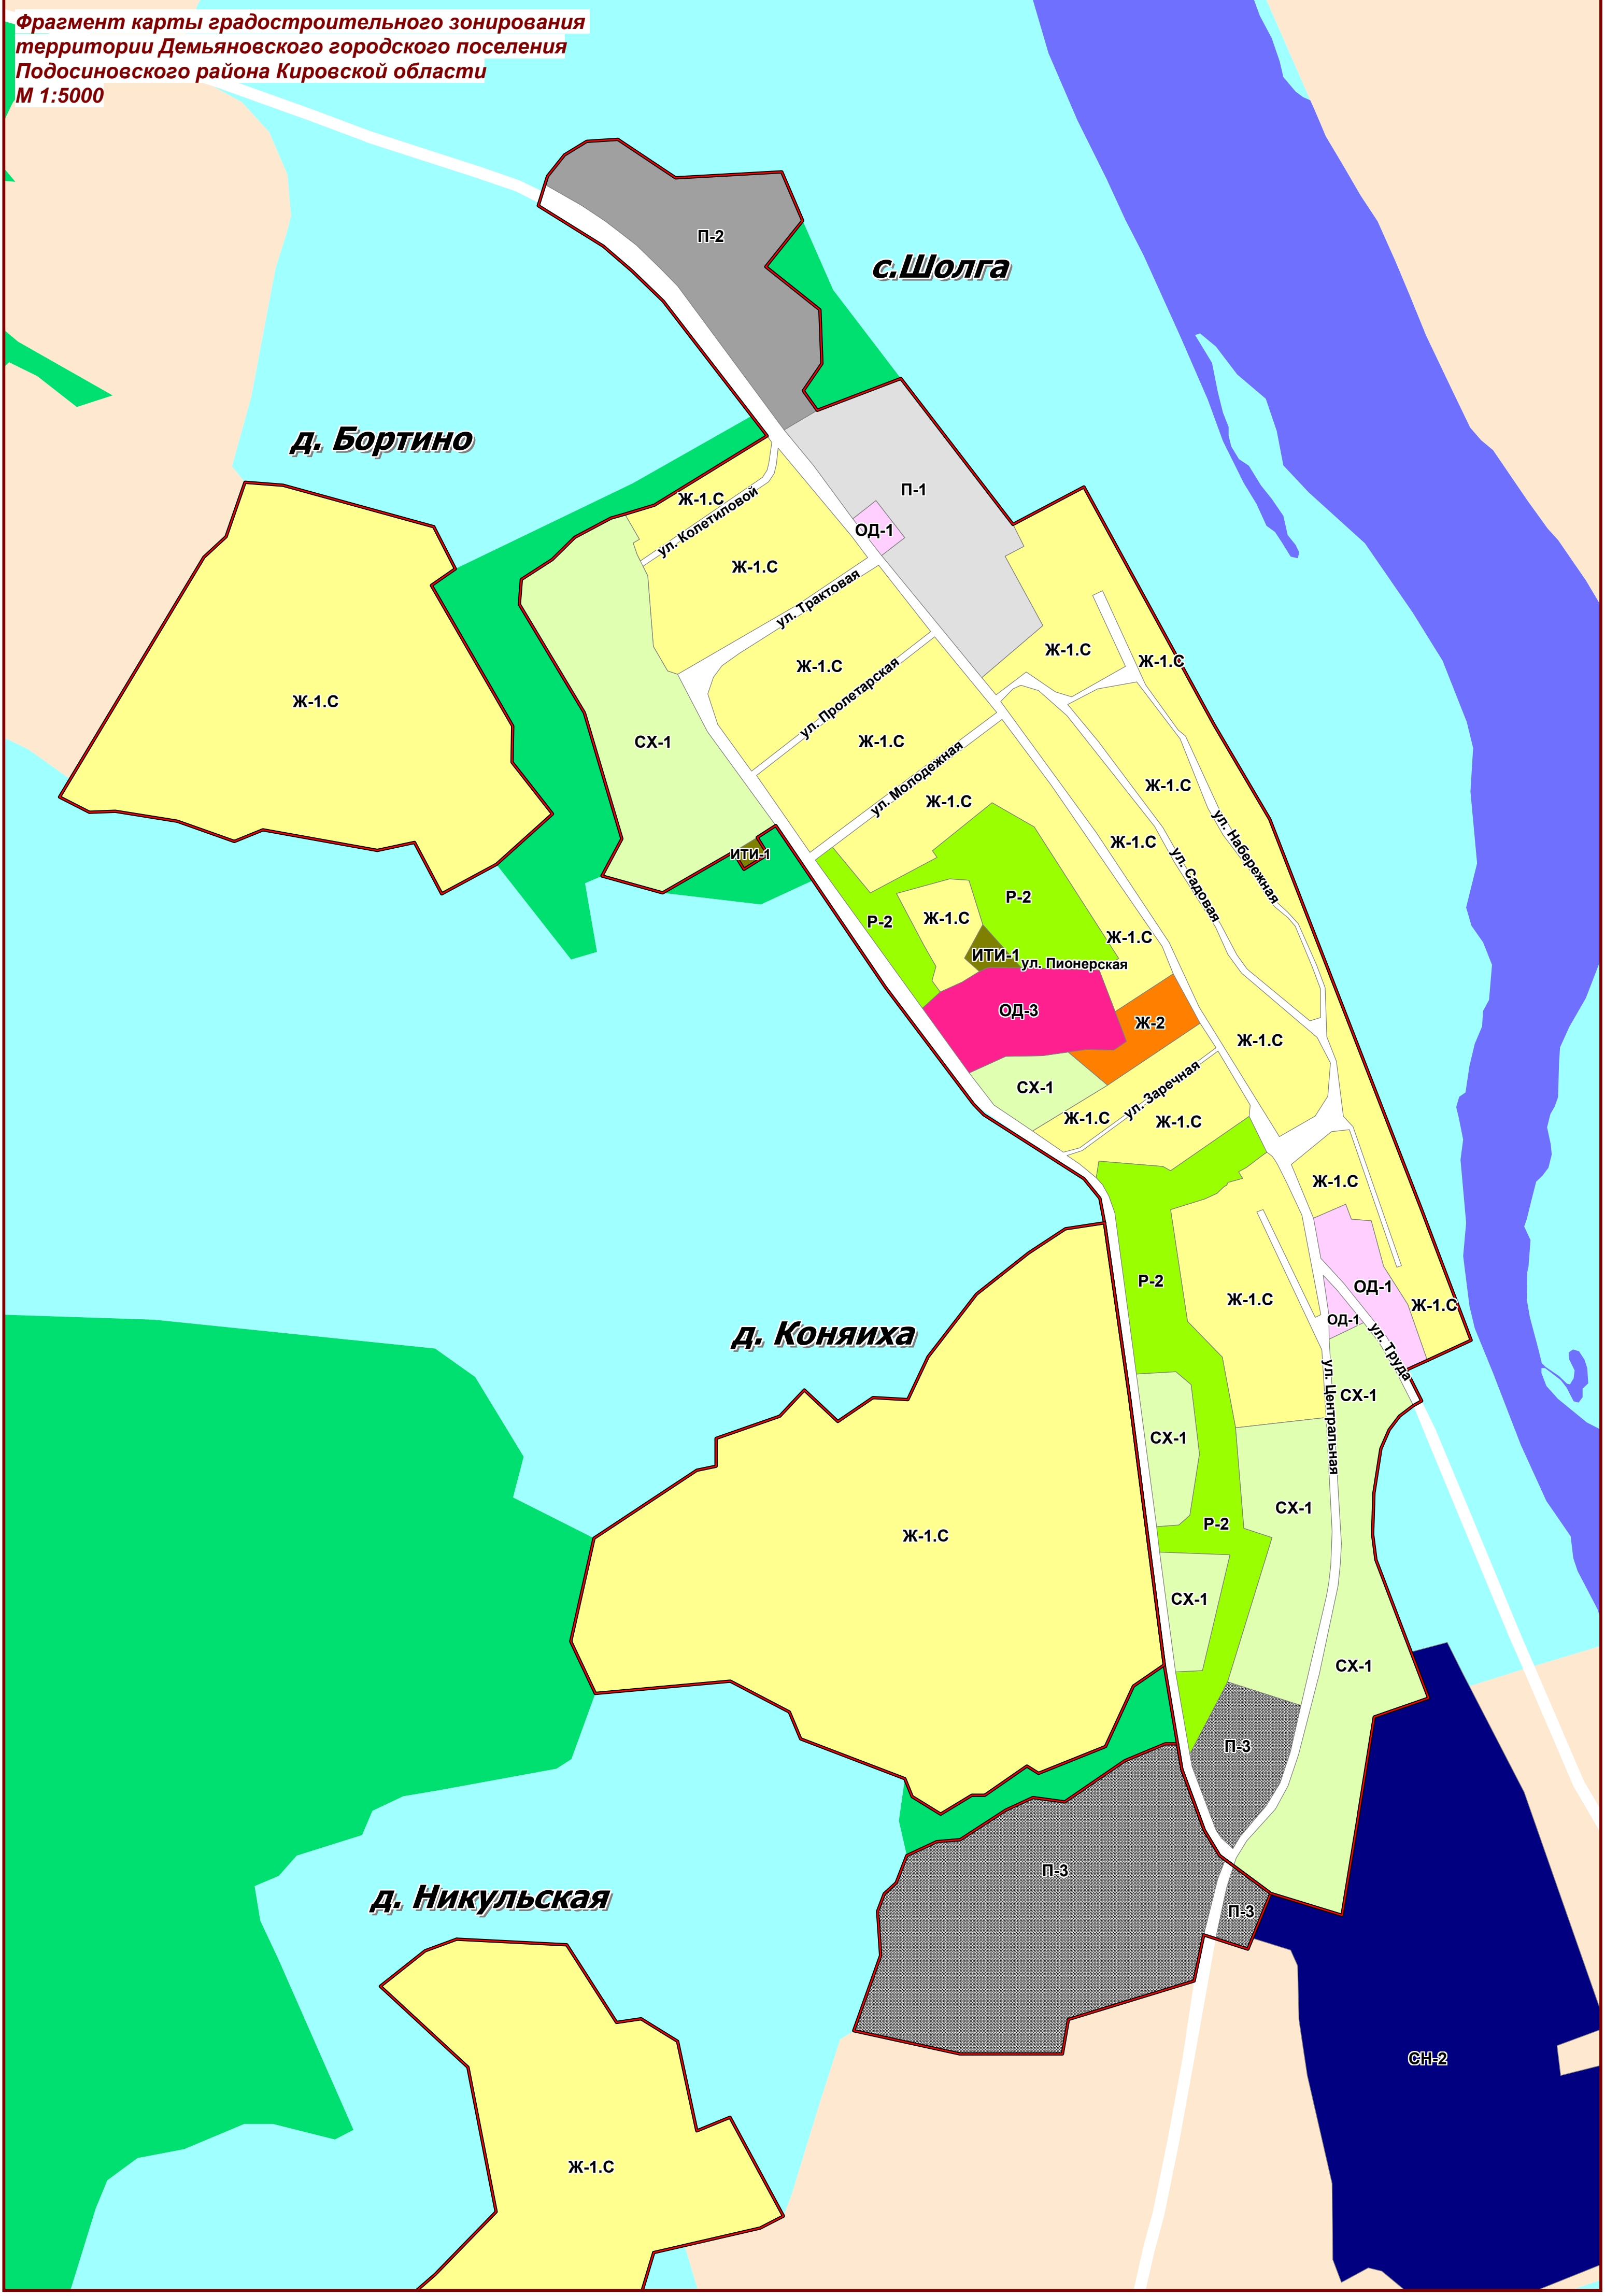 Фрагмент карты градостроительного зонирования
территории Демьяновского городского поселения
Подосиновского района Кировской области
М 1:5000
П-2
с.Шолга
д. Бортино
П-1
Ж-1.С
ул. Колетиловой
ОД-1
Ж-1.С
ул. Трактовая
Ж-1.С
Ж-1.С
Ж-1.С
ул. Пролетарская
Ж-1.С
СХ-1
Ж-1.С
ул. Молодежная
Ж-1.С
Ж-1.С
ул. Набережная
Ж-1.С
ул. Садовая
ИТИ-1
Р-2
Р-2
Ж-1.С
Ж-1.С
ИТИ-1
ул. Пионерская
ОД-3
Ж-2
Ж-1.С
СХ-1
ул. Заречная
Ж-1.С
Ж-1.С
Ж-1.С
Р-2
ОД-1
Ж-1.С
Ж-1.С
ОД-1
ул. Труда
д. Коняиха
ул. Центральная
СХ-1
СХ-1
СХ-1
Р-2
Ж-1.С
СХ-1
СХ-1
П-3
П-3
д. Никульская
П-3
СН-2
Ж-1.С